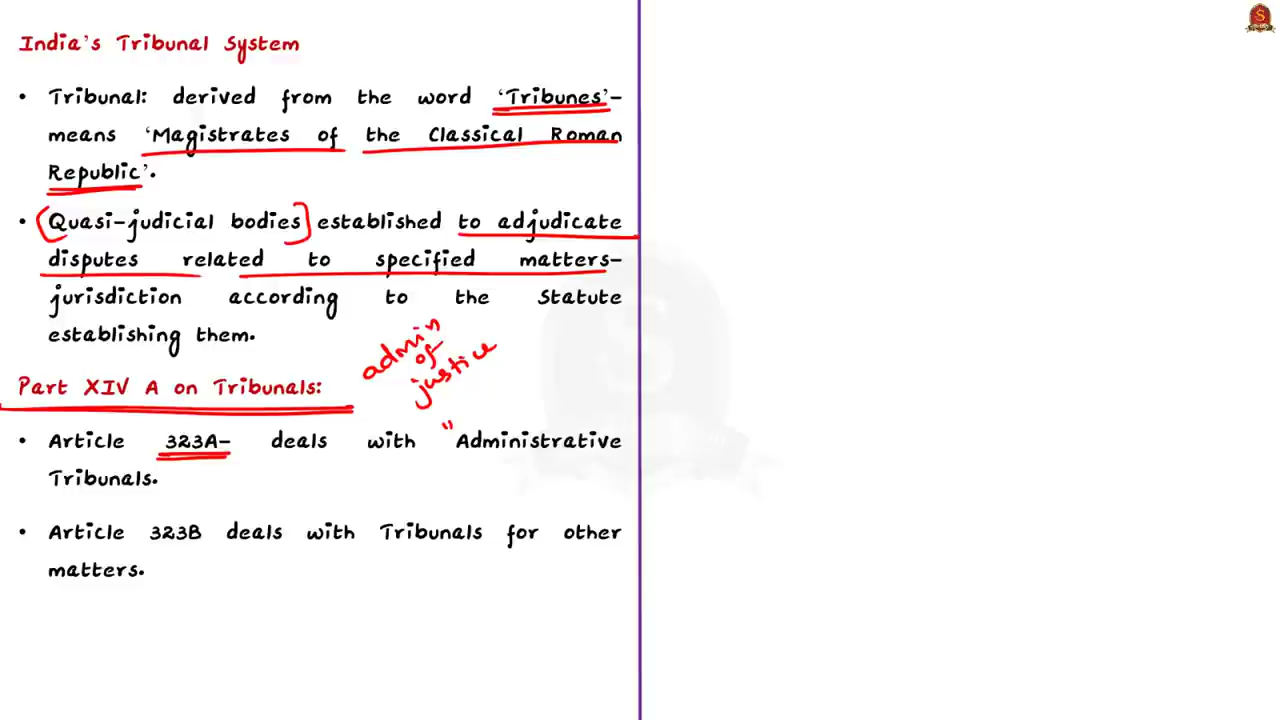 India's Tribunal System
• Tribunal: derived from the word 'Tribunes'-
means 'Magistrates of the Classical Roman
Republic'.
• Quasi-judicial bodies established to adjudicate
disputes related to specified matters-
jurisdiction according to the Statute
establishing them.
admin
of
justice
Part XIV A on Tribunals:
• Article 323A- deals with "Administrative
Tribunals.
• Article 323B deals with Tribunals for other
matters.